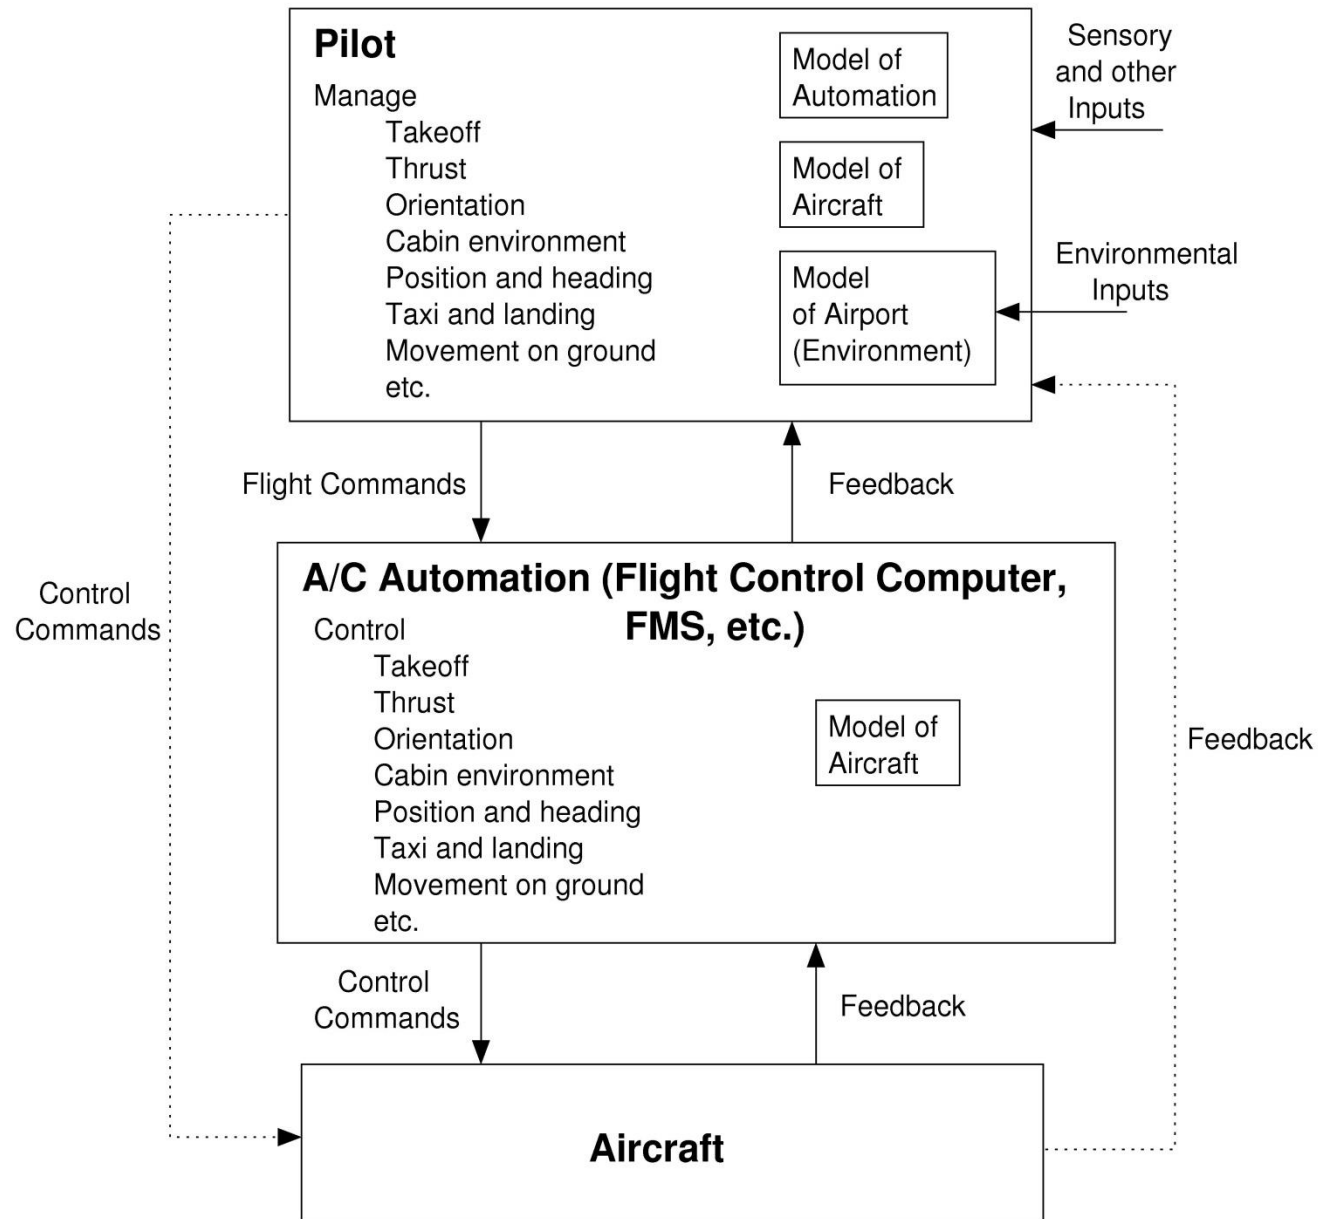 Pilot
Manage
Takeoff
Thrust
Orientation
Cabin environment
Position and heading
Taxi and landing
Movement on ground
etc.
Model of
Automation
Model of
Aircraft
Model
of Airport
(Environment)
Sensory
and other
Inputs
Environmental
Inputs
Flight Commands
Feedback
Control
Commands
A/C Automation (Flight Control Computer,
FMS, etc.)
Control
Takeoff
Thrust
Orientation
Cabin environment
Position and heading
Taxi and landing
Movement on ground
etc.
Model of
Aircraft
Feedback
Control
Commands
Feedback
Aircraft